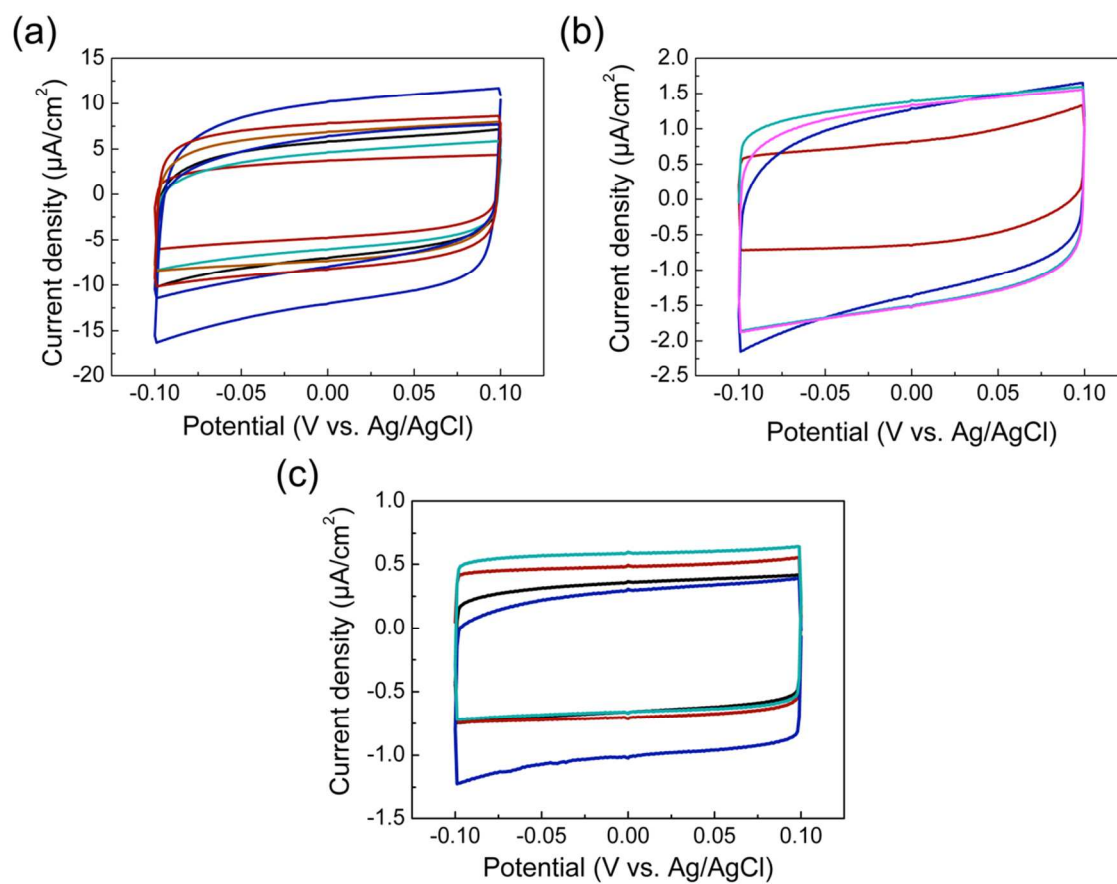 (a)
15
10
5
0
-5
-10
-15
-20
Current density (µA/cm²)
-0.10 -0.05 0.00 0.05 0.10
Potential (V vs. Ag/AgCl)
(b)
2.0
1.5
1.0
0.5
0.0
-0.5
-1.0
-1.5
-2.0
-2.5
Current density (µA/cm²)
-0.10 -0.05 0.00 0.05 0.10
Potential (V vs. Ag/AgCl)
(c)
1.0
0.5
0.0
-0.5
-1.0
-1.5
Current density (µA/cm²)
-0.10 -0.05 0.00 0.05 0.10
Potential (V vs. Ag/AgCl)